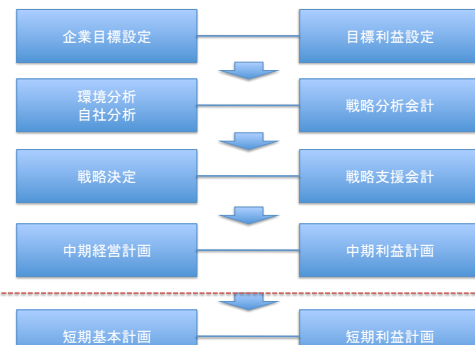 企業目標設定
目標利益設定
環境分析
自社分析
戦略分析会計
戦略決定
戦略支援会計
中期経営計画
中期利益計画
短期基本計画
短期利益計画